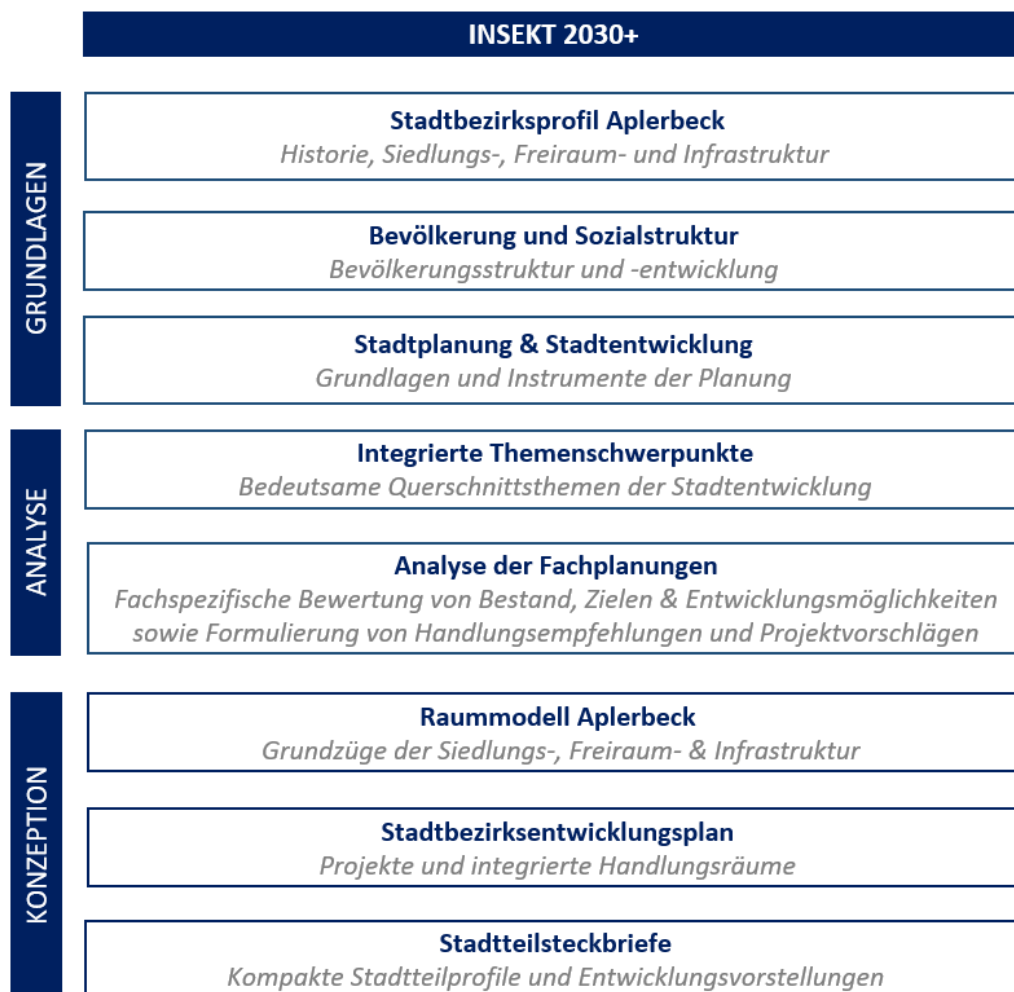 INSEKT 2030+
GRUNDLAGEN
Stadtbezirksprofil Aplerbeck
Historie, Siedlungs-, Freiraum- und Infrastruktur
Bevölkerung und Sozialstruktur
Bevölkerungsstruktur und -entwicklung
Stadtplanung & Stadtentwicklung
Grundlagen und Instrumente der Planung
ANALYSE
Integrierte Themenschwerpunkte
Bedeutsame Querschnittsthemen der Stadtentwicklung
Analyse der Fachplanungen
Fachspezifische Bewertung von Bestand, Zielen & Entwicklungsmöglichkeiten
sowie Formulierung von Handlungsempfehlungen und Projektvorschlägen
KONZEPTION
Raummodell Aplerbeck
Grundzüge der Siedlungs-, Freiraum- & Infrastruktur
Stadtbezirksentwicklungsplan
Projekte und integrierte Handlungsräume
Stadtteilsteckbriefe
Kompakte Stadtteilprofile und Entwicklungsvorstellungen